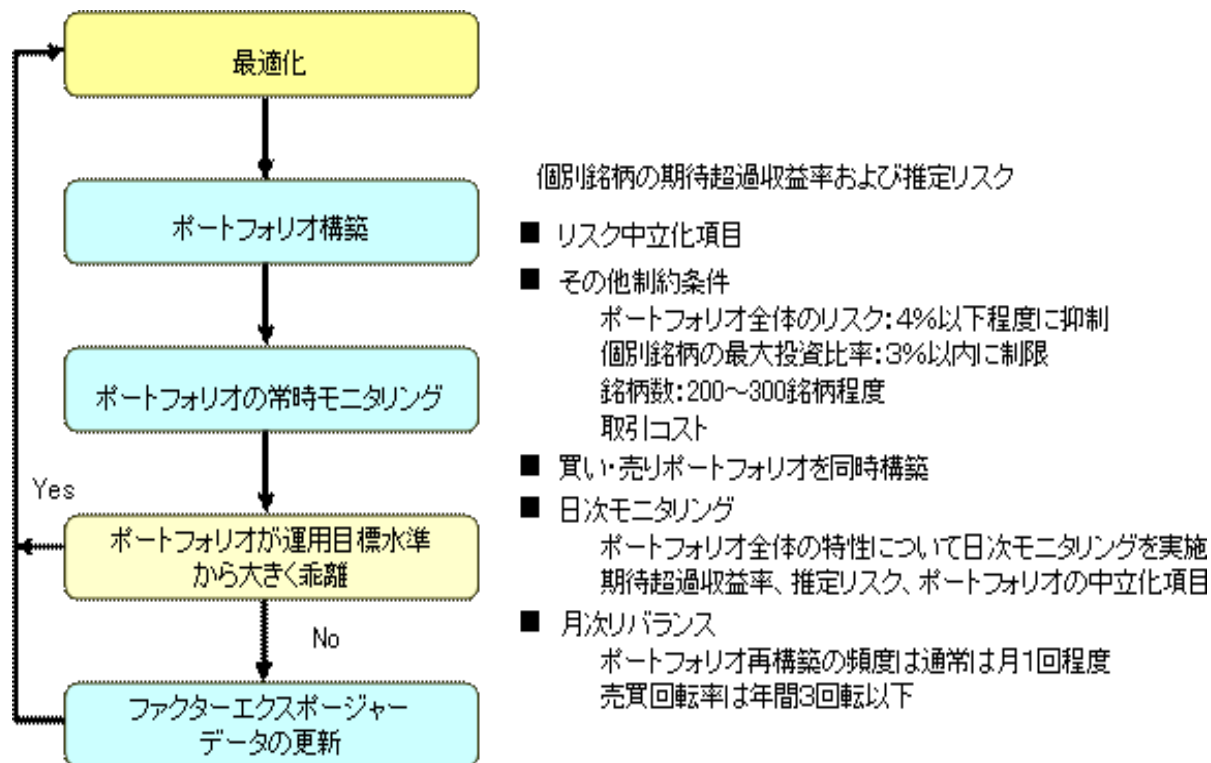 最適化
ポートフォリオ構築
ポートフォリオの常時モニタリング
Yes
ポートフォリオが運用目標水準
から大きく乖離
No
ファクターエクスポージャー
データの更新
個別銘柄の期待超過収益率および推定リスク
■ リスク中立化項目
■ その他制約条件
ポートフォリオ全体のリスク:4%以下程度に抑制
個別銘柄の最大投資比率:3%以内に制限
銘柄数:200～300銘柄程度
取引コスト
■ 買い・売りポートフォリオを同時構築
■ 日次モニタリング
ポートフォリオ全体の特性について日次モニタリングを実施
期待超過収益率、推定リスク、ポートフォリオの中立化項目
■ 月次リバランス
ポートフォリオ再構築の頻度は通常は月1回程度
売買回転率は年間3回転以下